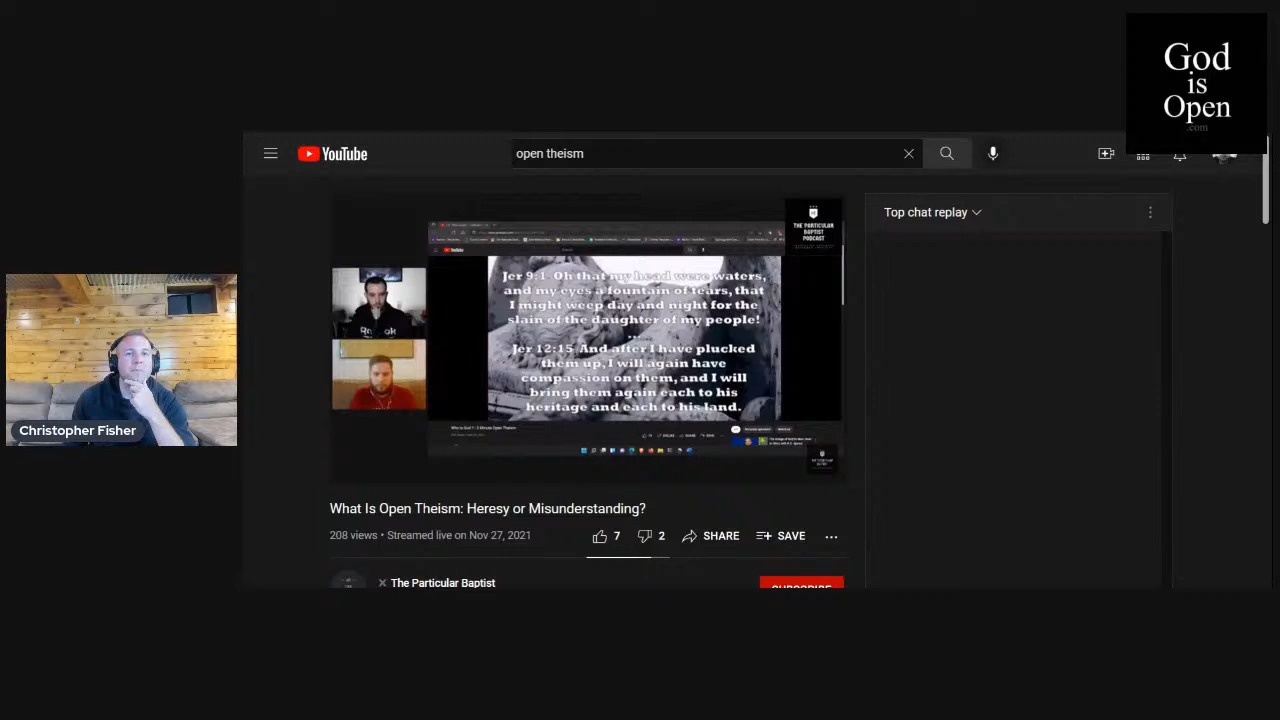 God
is
Open
.com
YouTube
open theism
Top chat replay
THE PARTICULAR
BAPTIST
PODCAST
Jer 9:1 Oh that my head were waters,
and my eyes a fountain of tears, that
I might weep day and night for the
slain of the daughter of my people!
...
Jer 12:15 And after I have plucked
them up, I will again have
compassion on them, and I will
bring them again each to his
heritage and each to his land.
Christopher Fisher
What Is Open Theism: Heresy or Misunderstanding?
208 views • Streamed live on Nov 27, 2021
7
2
SHARE
SAVE
The Particular Baptist
SUBSCRIBE